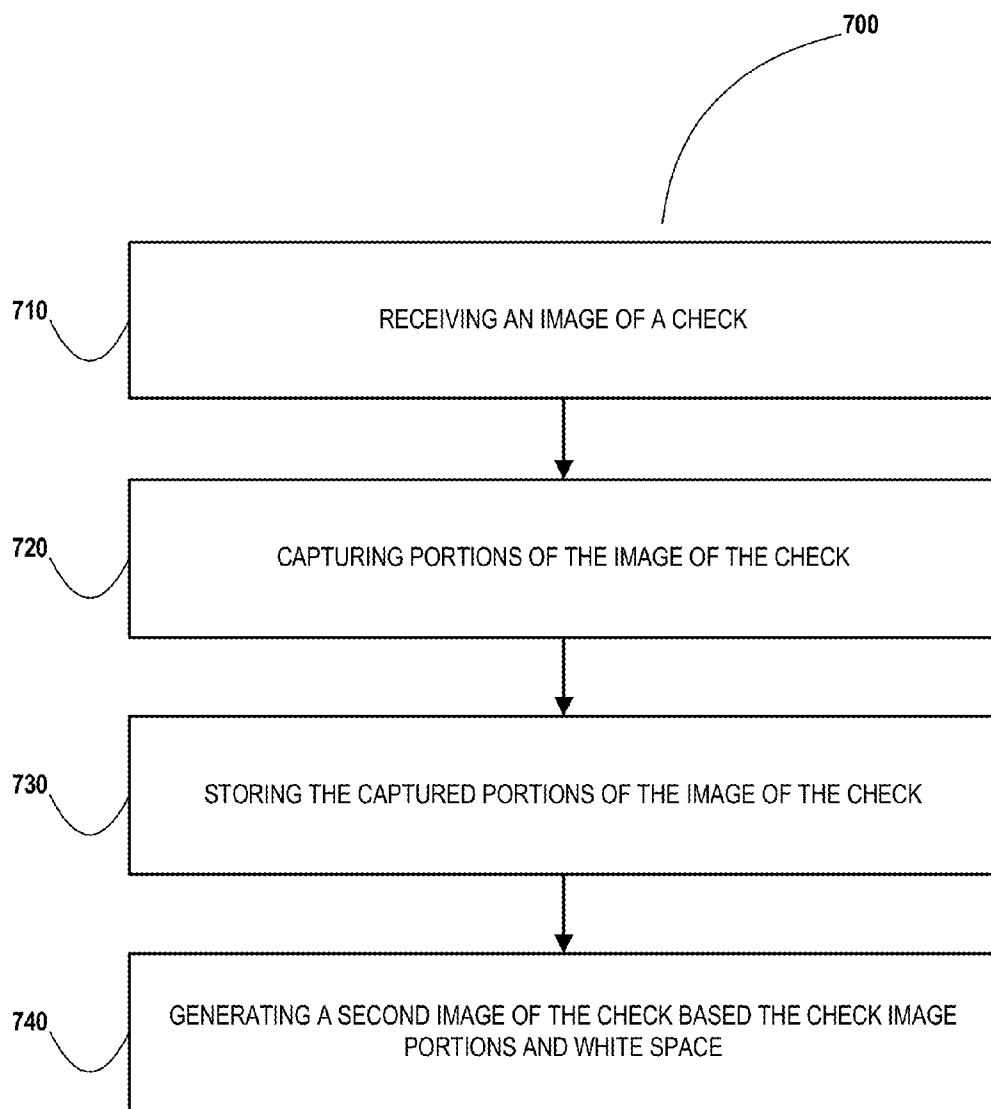 700
710
RECEIVING AN IMAGE OF A CHECK
720
CAPTURING PORTIONS OF THE IMAGE OF THE CHECK
730
STORING THE CAPTURED PORTIONS OF THE IMAGE OF THE CHECK
740
GENERATING A SECOND IMAGE OF THE CHECK BASED THE CHECK IMAGE
PORTIONS AND WHITE SPACE